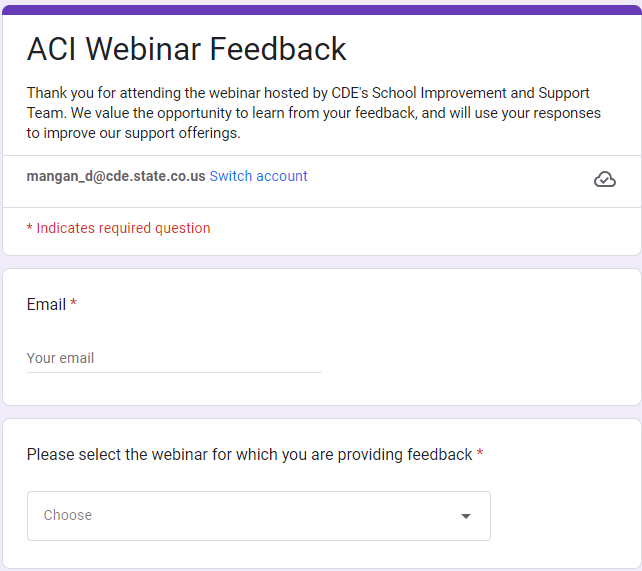 ACI Webinar Feedback
Thank you for attending the webinar hosted by CDE's School Improvement and Support
Team. We value the opportunity to learn from your feedback, and will use your responses
to improve our support offerings.
mangan_d@cde.state.co.us Switch account
* Indicates required question
Email *
Your email
Please select the webinar for which you are providing feedback *
Choose